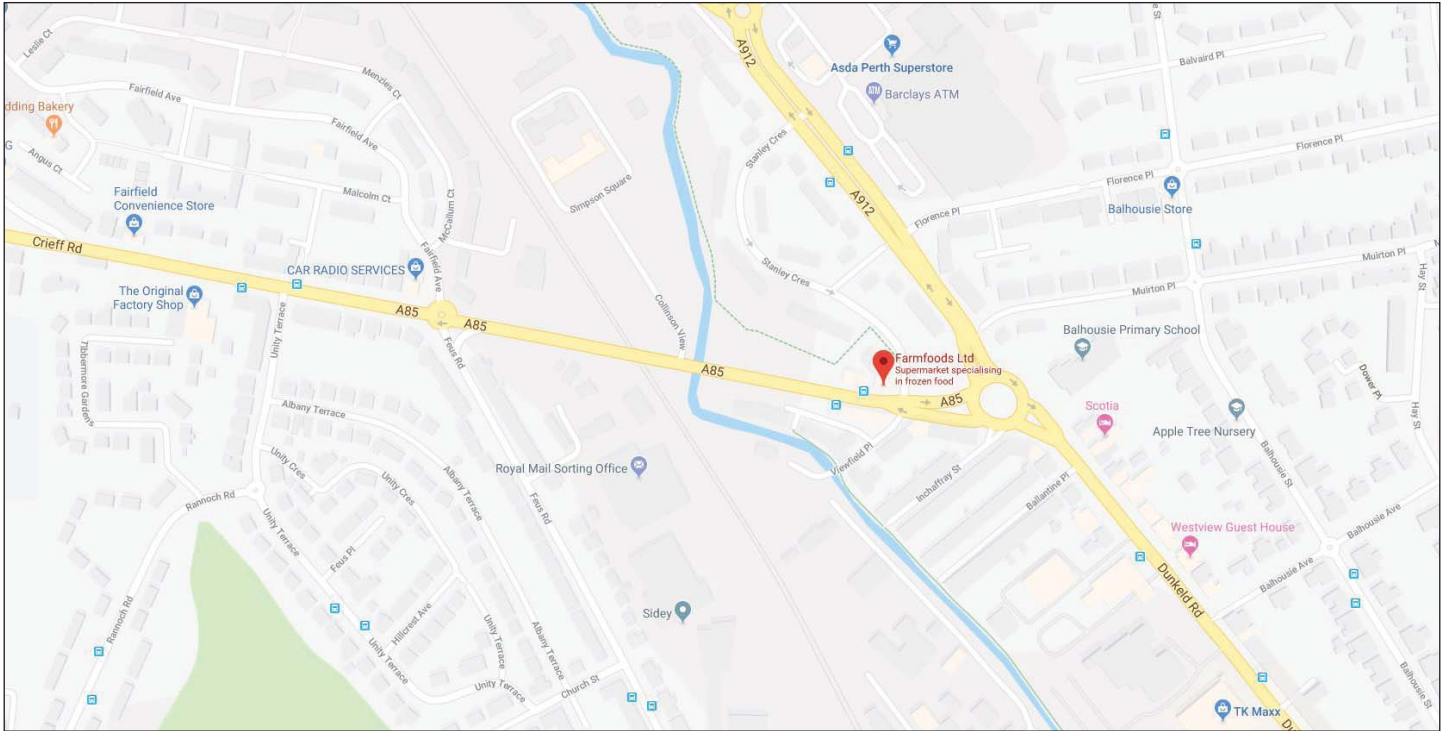 Leslie Ct
Menzies Ct
Fairfield Ave
dding Bakery
Fairfield Ave
G
Angus Ct
Malcolm Ct
McCallum Ct
Fairfield
Convenience Store
Crieff Rd
CAR RADIO SERVICES
Fairfield Ave
The Original
Factory Shop
A85
A85
Unity Terrace
Feus Rd
Tibbermore Gardens
Albany Terrace
Unity Cres
Unity Cres
Albany Terrace
Rannoch Rd
Unity Terrace
Feus Pl
Feus Rd
Hillcrest Ave
Rannoch Rd
Unity Terrace
Unity Terrace
Albany Terrace
Unity Terrace
Church St
Simpson Square
Collinson View
A85
Royal Mail Sorting Office
Sidey
A912
Asda Perth Superstore
ATM
Barclays ATM
Stanley Cres
A912
Stanley Cres
Florence Pl
Florence Pl
Florence Pl
Balvaird Pl
Balhousie Store
Muirton Pl
Muirton Pl
Hay St
Farmfoods Ltd
Supermarket specialising
in frozen food
A85
Balhousie Primary School
Dower Pl
Hay St
Scotia
Apple Tree Nursery
Viewfield Pl
Inchaffray St
Ballantine Pl
Balhousie St
Westview Guest House
Balhousie Ave
Balhousie Ave
Dunkeld Rd
Balhousie St
TK Maxx